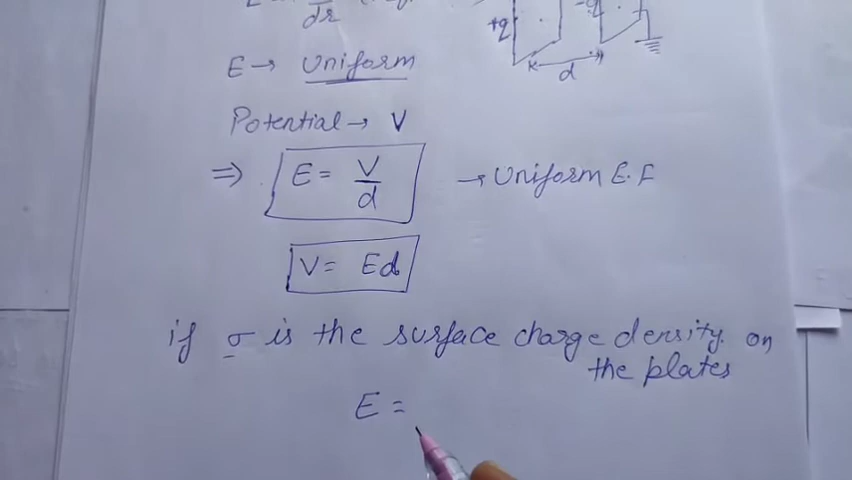 dr
+q
-q
d
E → Uniform
Potential → V
⇒ E = V/d → Uniform E.F
V = Ed
if σ is the surface charge density on
the plates
E =